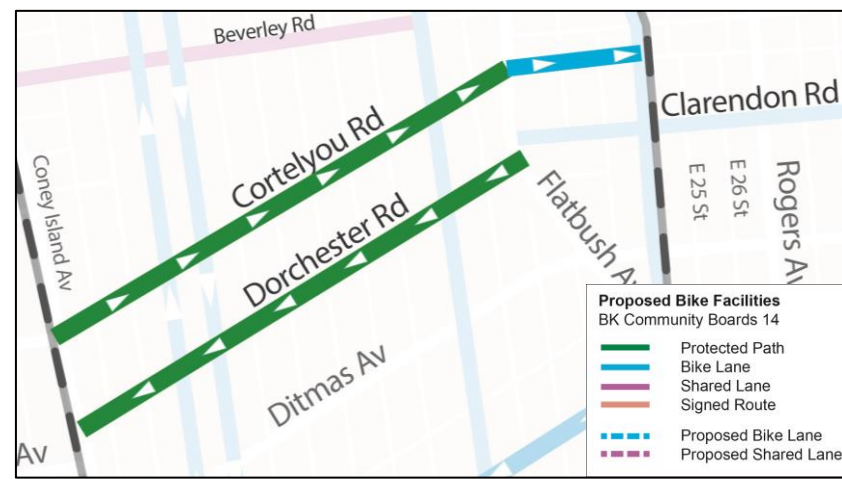 Beverley Rd
Cortelyou Rd
Clarendon Rd
Coney Island Av
Dorchester Rd
Flatbush Av
E 25 St
E 26 St
Rogers Av
Ditmas Av
Av
Proposed Bike Facilities
BK Community Boards 14
Protected Path
Bike Lane
Shared Lane
Signed Route
Proposed Bike Lane
Proposed Shared Lane